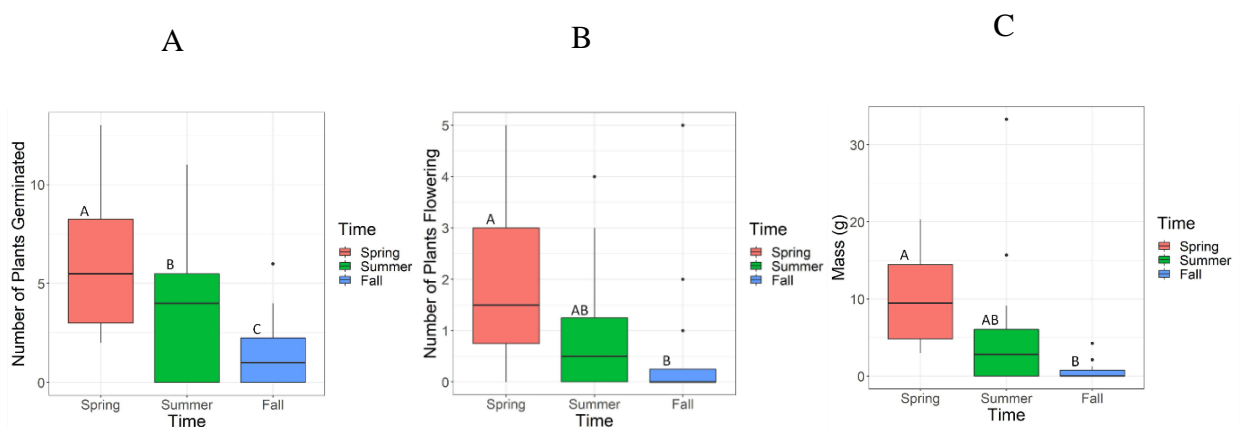 A
B
C
Number of Plants Germinated
10
5
0
A
B
C
Spring
Summer
Fall
Time
Time
Spring
Summer
Fall
Number of Plants Flowering
5
4
3
2
1
0
A
AB
B
Spring
Summer
Fall
Time
Time
Spring
Summer
Fall
Mass (g)
30
20
10
0
A
AB
B
Spring
Summer
Fall
Time
Time
Spring
Summer
Fall